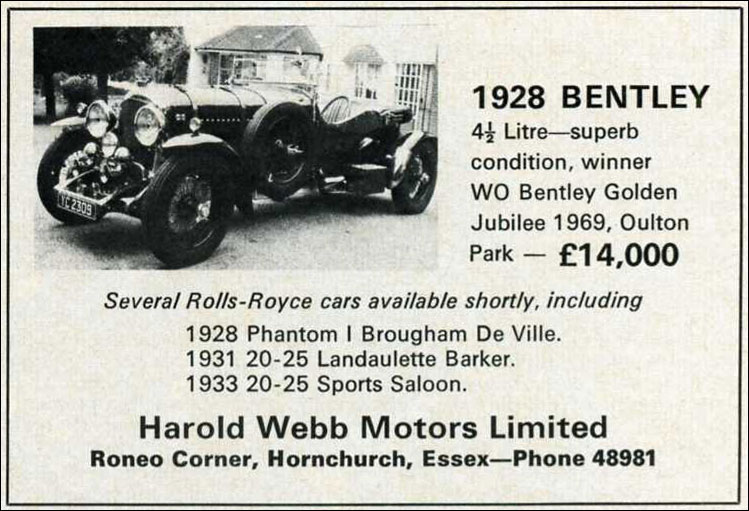 YC 2309
1928 BENTLEY
4½ Litre—superb
condition, winner
WO Bentley Golden
Jubilee 1969, Oulton
Park — £14,000
Several Rolls-Royce cars available shortly, including
1928 Phantom I Brougham De Ville.
1931 20-25 Landaulette Barker.
1933 20-25 Sports Saloon.
Harold Webb Motors Limited
Roneo Corner, Hornchurch, Essex—Phone 48981